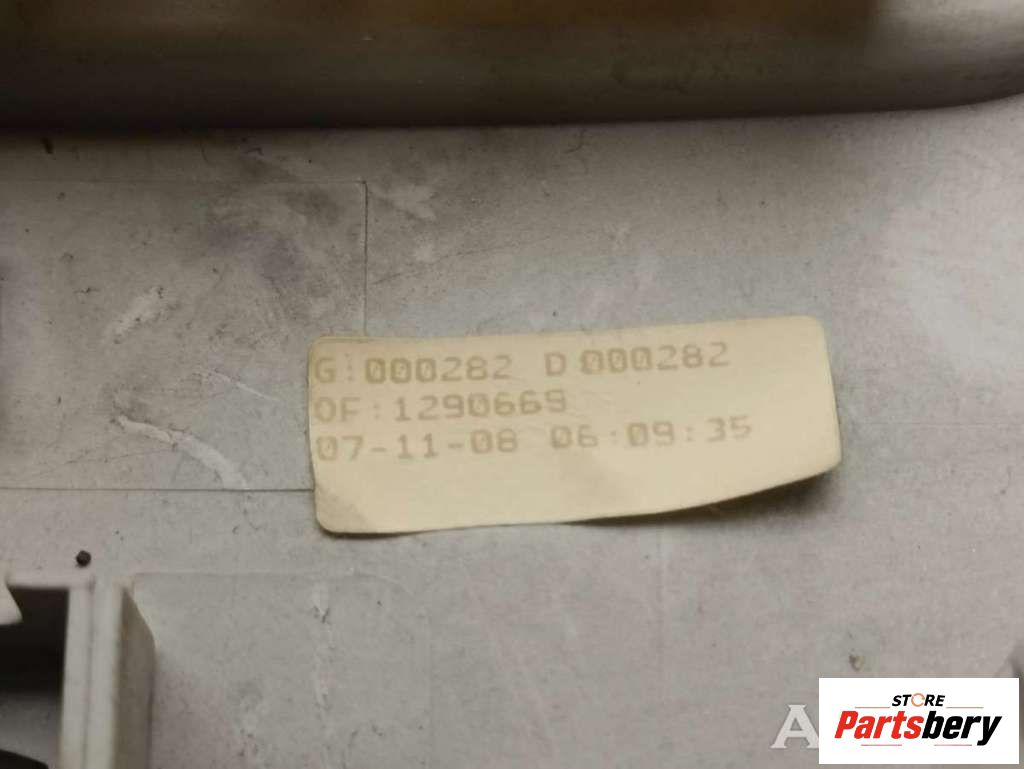 G:000282 D 000282
OF:1290669
07-11-08 06:09:35
A
STORE
Partsbery